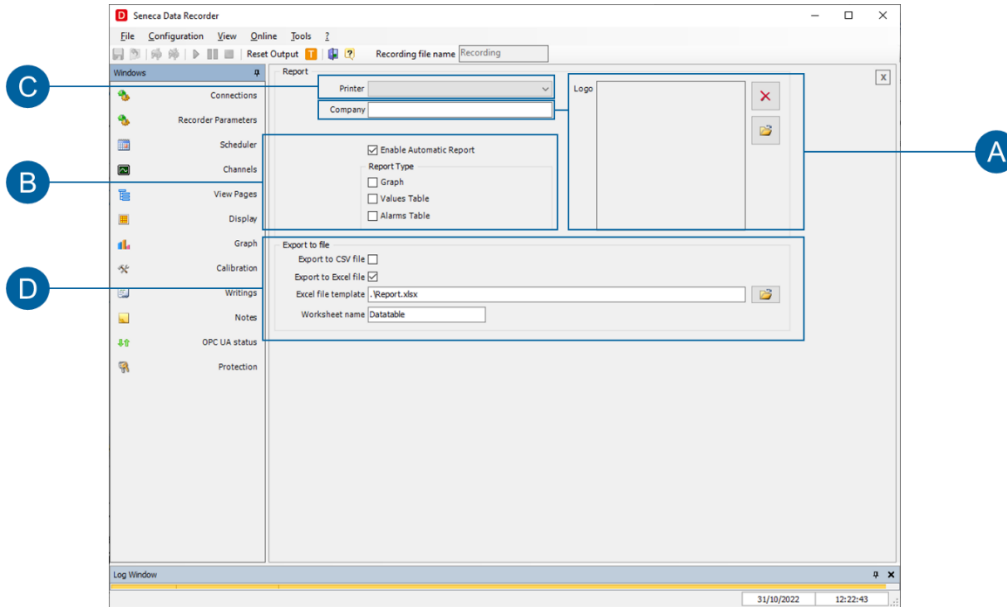 D Seneca Data Recorder
File Configuration View Online Tools ?
Reset Output T Recording file name Recording
Windows
Report
X
C
Printer
Logo
Connections
Company
Recorder Parameters
A
Scheduler
Enable Automatic Report
Report Type
B
Channels
Graph
View Pages
Values Table
Display
Alarms Table
Graph
Export to file
Export to CSV file
Calibration
Export to Excel file
D
Writings
Excel file template .\Report.xlsx
Notes
Worksheet name Datatable
OPC UA status
Protection
Log Window
31/10/2022 12:22:43